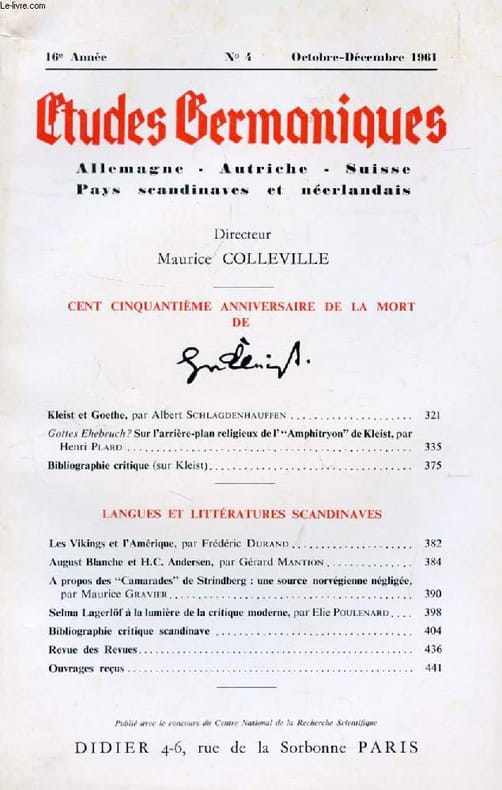 Le-livre.com
16e Année N° 4 Octobre-Décembre 1961
Etudes Germaniques
Allemagne - Autriche - Suisse
Pays scandinaves et néerlandais
Directeur
Maurice COLLEVILLE
CENT CINQUANTIÈME ANNIVERSAIRE DE LA MORT
DE
Kleist et Goethe, par Albert SCHLAGDENHAUFFEN .................... 321
Gottes Ehebruch? Sur l'arrière-plan religieux de l'"Amphitryon" de Kleist, par
Henri PLARD .................... 335
Bibliographie critique (sur Kleist).................... 375
LANGUES ET LITTÉRATURES SCANDINAVES
Les Vikings et l'Amérique, par Frédéric DURAND .................... 382
August Blanche et H.C. Andersen, par Gérard MANTION .................... 384
A propos des "Camarades" de Strindberg : une source norvégienne négligée,
par Maurice GRAVIER .................... 390
Selma Lagerlöf à la lumière de la critique moderne, par Elie POULENARD .... 398
Bibliographie critique scandinave .................... 404
Revue des Revues.................... 436
Ouvrages reçus .................... 441
Publié avec le concours du Centre National de la Recherche Scientifique
DIDIER 4-6, rue de la Sorbonne PARIS